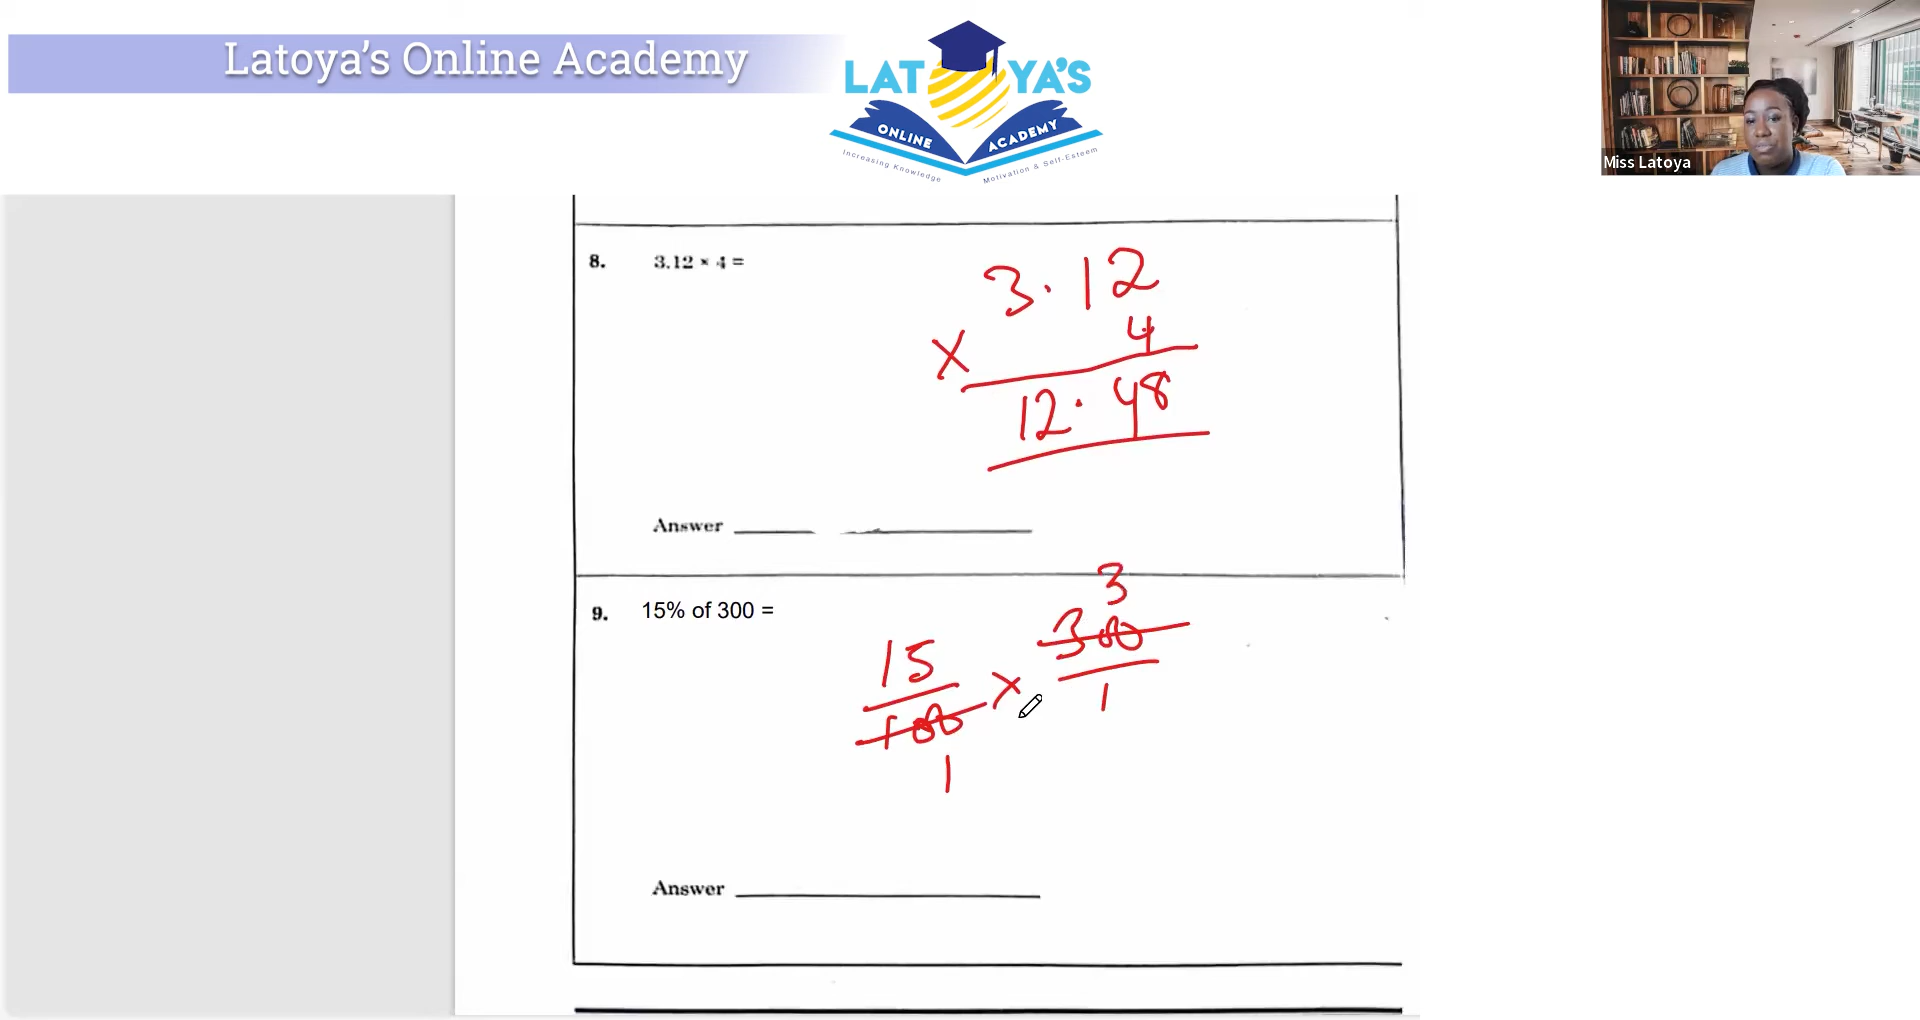 Latoya's Online Academy
LATOYA'S
ONLINE ACADEMY
Increasing Knowledge Motivation & Self-Esteem
Miss Latoya
8. 3.12 × 4 =
3.12
× 4
12.48
Answer
9. 15% of 300 =
3
15 300
×
100 1
1
Answer